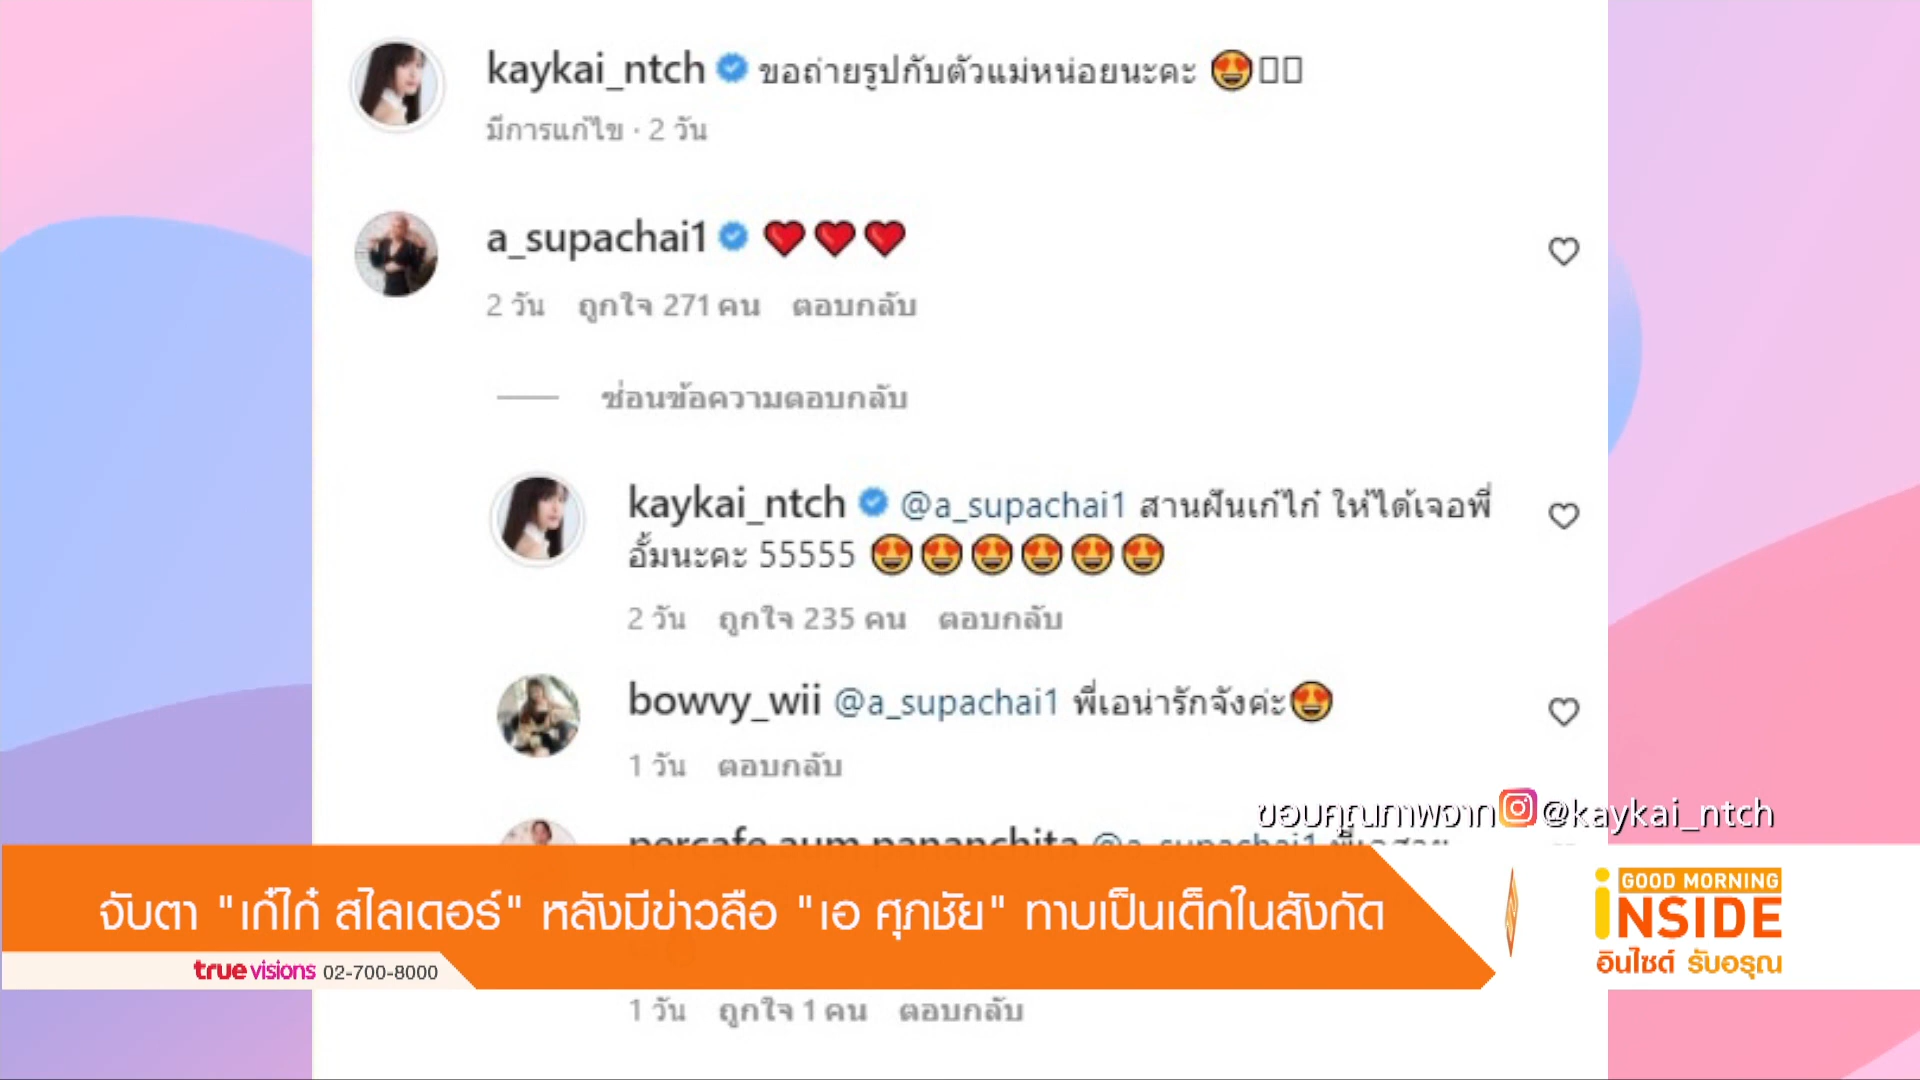 kaykai_ntch ขอถ่ายรูปกับตัวแม่หน่อยนะคะ 😍
มีการแก้ไข · 2 วัน
a_supachai1 ❤❤❤
2 วัน ถูกใจ 271 คน ตอบกลับ
ซ่อนข้อความตอบกลับ
kaykai_ntch @a_supachai1 สานฝันเก๋ไก๋ ให้ได้เจอพี่
อั้มนะคะ 55555 😍😍😍😍😍😍
2 วัน ถูกใจ 235 คน ตอบกลับ
bowvy_wii @a_supachai1 พี่เอน่ารักจังค่ะ😍
1 วัน ตอบกลับ
ขอบคุณภาพจาก @kaykai_ntch
percafe_aum_pananchita @a_supachai1
จับตา "เก๋ไก๋ สไลเดอร์" หลังมีข่าวลือ "เอ ศุภชัย" ทาบเป็นเด็กในสังกัด
GOOD MORNING
iNSIDE
อินไซด์ รับอรุณ
truevisions 02-700-8000
1 วัน ถูกใจ 1 คน ตอบกลับ